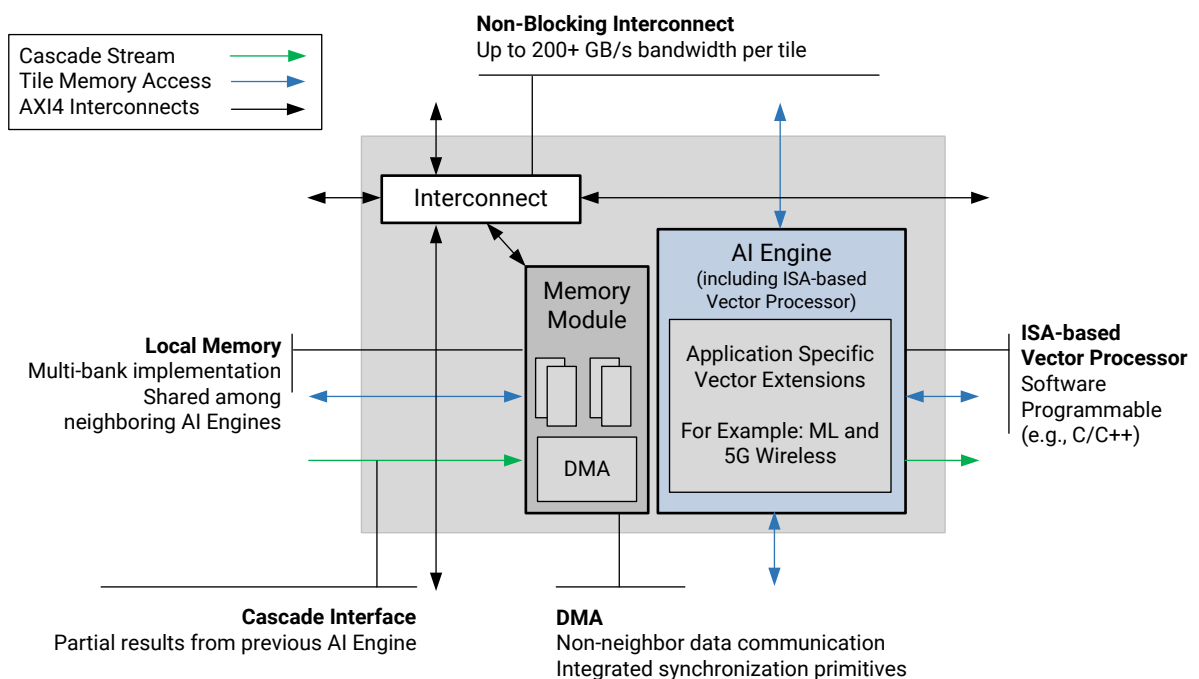 Non-Blocking Interconnect
Up to 200+ GB/s bandwidth per tile
Cascade Stream
Tile Memory Access
AXI4 Interconnects
Interconnect
AI Engine
(including ISA-based
Vector Processor)
Memory
Module
Application Specific
Vector Extensions
For Example: ML and
5G Wireless
DMA
Local Memory
Multi-bank implementation
Shared among
neighboring AI Engines
ISA-based
Vector Processor
Software
Programmable
(e.g., C/C++)
Cascade Interface
Partial results from previous AI Engine
DMA
Non-neighbor data communication
Integrated synchronization primitives